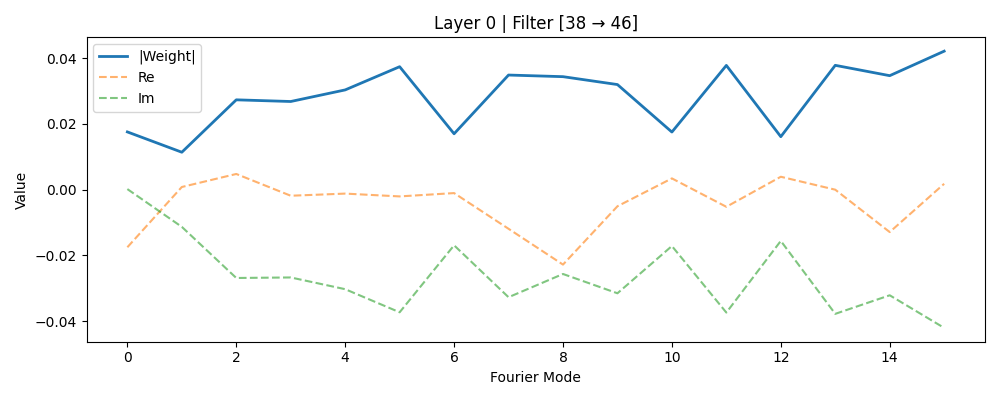 Layer 0 | Filter [38 → 46]
|Weight|
Re
Im
0.04
0.02
0.00
−0.02
−0.04
Value
0 2 4 6 8 10 12 14
Fourier Mode